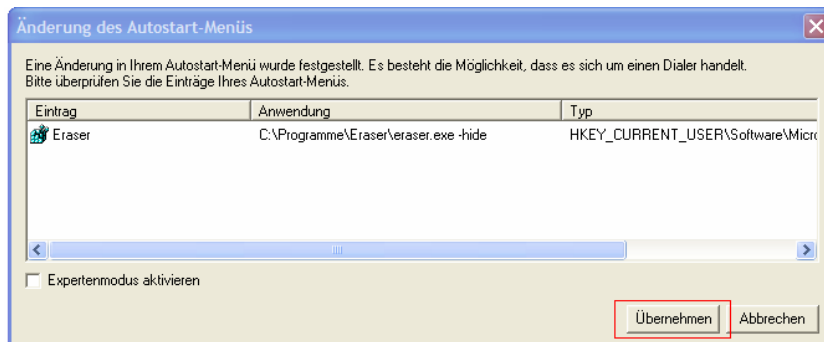 Änderung des Autostart-Menüs
Eine Änderung in Ihrem Autostart-Menü wurde festgestellt. Es besteht die Möglichkeit, dass es sich um einen Dialer handelt.
Bitte überprüfen Sie die Einträge Ihres Autostart-Menüs.
Eintrag Anwendung Typ
Eraser C:\Programme\Eraser\eraser.exe -hide HKEY_CURRENT_USER\Software\Micro
Expertenmodus aktivieren
Übernehmen Abbrechen